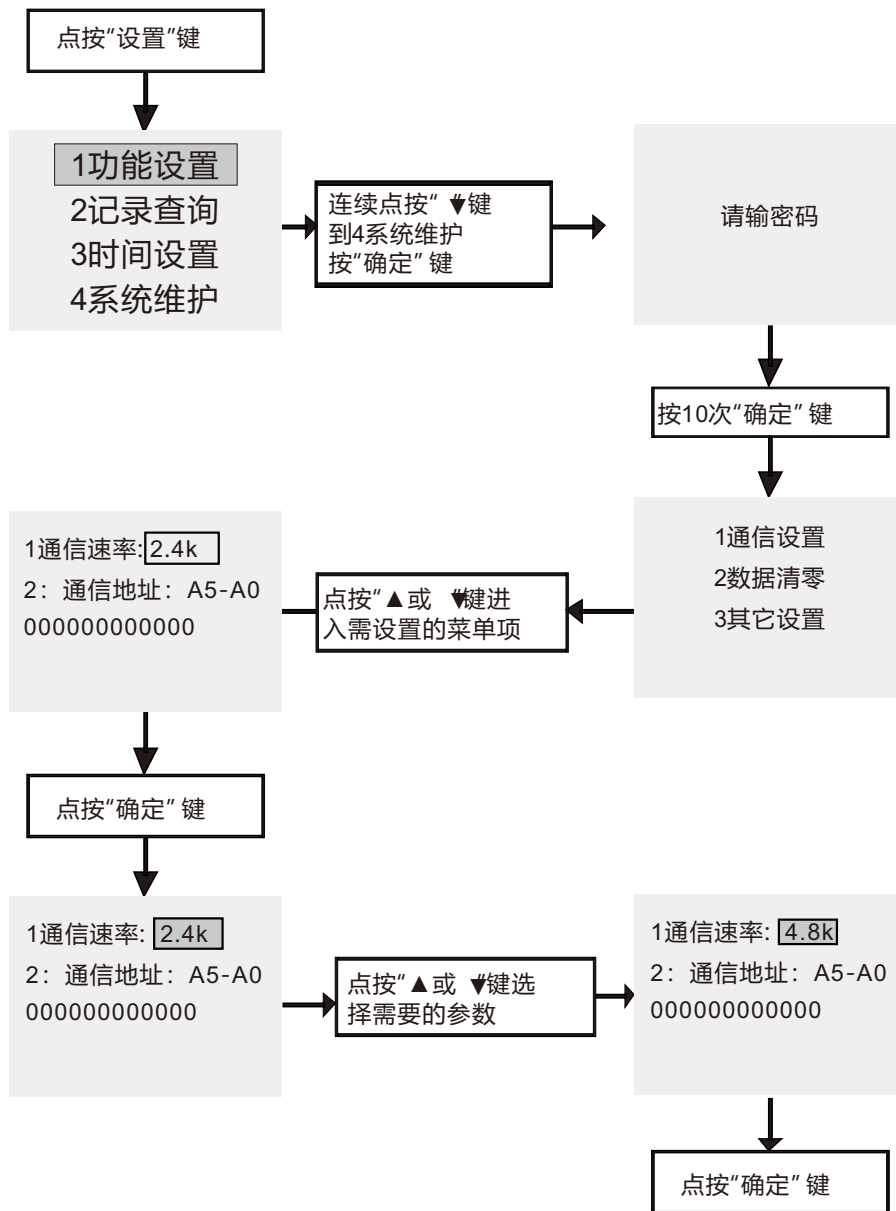 点按“设置”键
1功能设置
2记录查询
3时间设置
4系统维护
连续点按“ ▼键
到4系统维护
按“确定” 键
请输密码
按10次“确定” 键
1通信设置
2数据清零
3其它设置
点按“▲或 ▼键进
入需设置的菜单项
1通信速率:2.4k
2：通信地址：A5-A0
000000000000
点按“确定” 键
1通信速率: 2.4k
2：通信地址：A5-A0
000000000000
点按“▲或 ▼键选
择需要的参数
1通信速率: 4.8k
2：通信地址：A5-A0
000000000000
点按“确定” 键